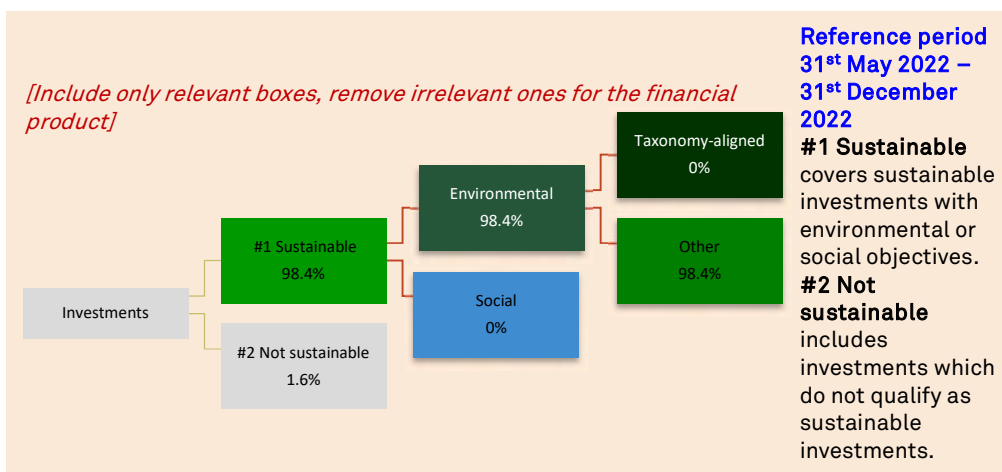 [Include only relevant boxes, remove irrelevant ones for the financial
product]
Taxonomy-aligned
0%
Environmental
98.4%
#1 Sustainable
98.4%
Other
98.4%
Investments
Social
0%
#2 Not sustainable
1.6%
Reference period
31st May 2022 –
31st December
2022
#1 Sustainable
covers sustainable
investments with
environmental or
social objectives.
#2 Not
sustainable
includes
investments which
do not qualify as
sustainable
investments.